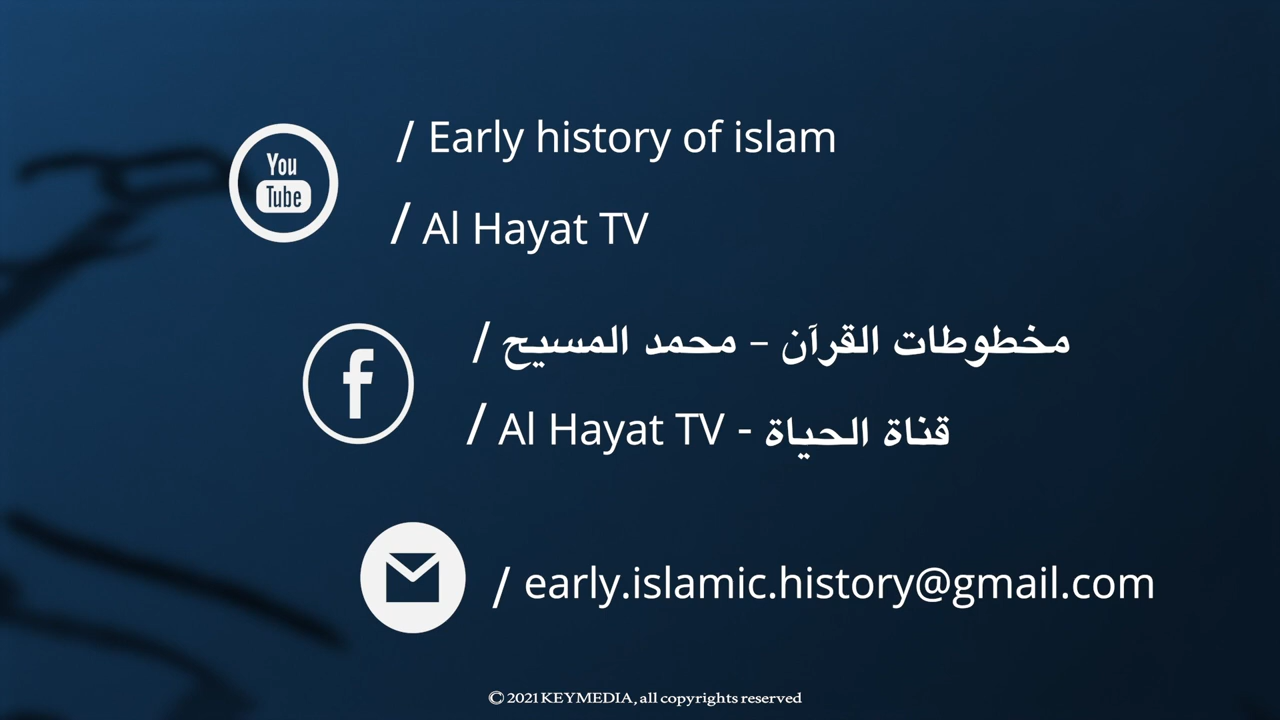 You
Tube
/ Early history of islam
/ Al Hayat TV
/ مخطوطات القرآن – محمد المسيح
/ Al Hayat TV - قناة الحياة
/ early.islamic.history@gmail.com
© 2021 KEYMEDIA, all copyrights reserved